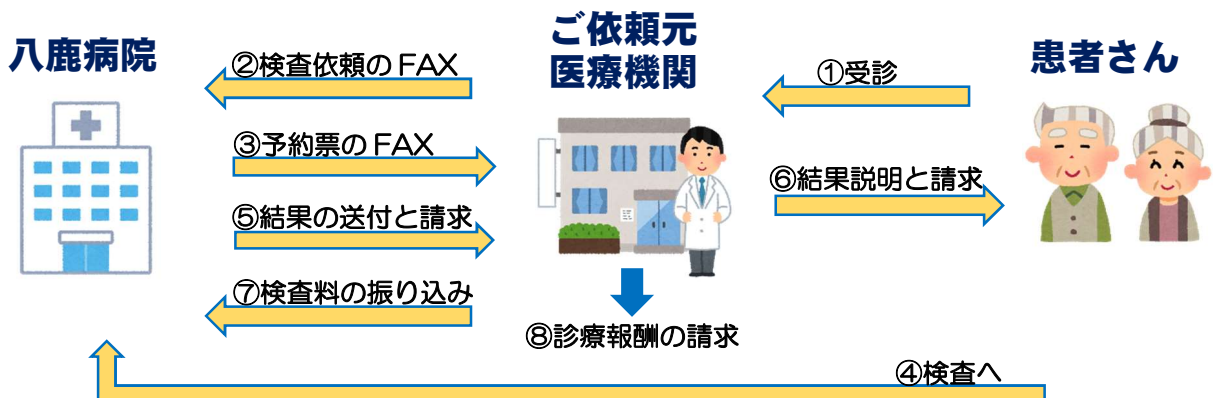 八鹿病院
ご依頼元
医療機関
患者さん
②検査依頼のFAX
①受診
③予約票のFAX
⑥結果説明と請求
⑤結果の送付と請求
⑦検査料の振り込み
⑧診療報酬の請求
④検査へ